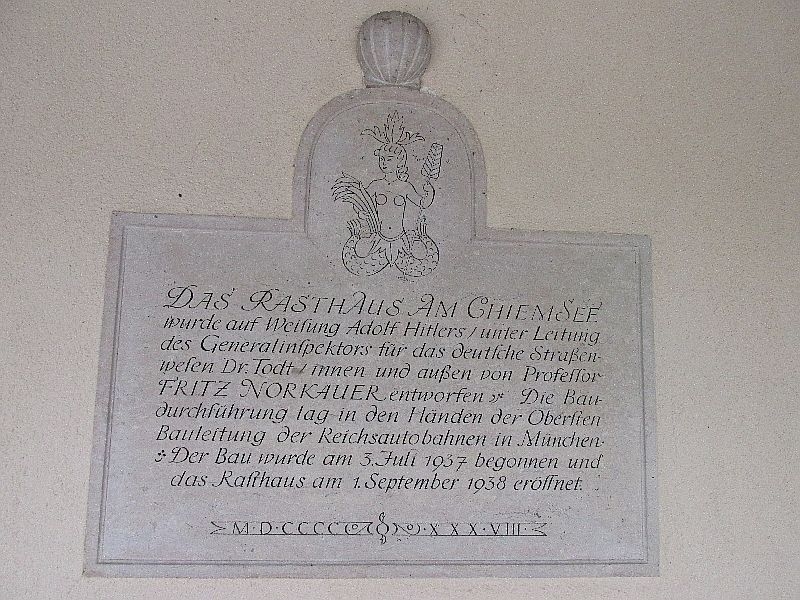 DAS RASTHAUS AM CHIEMSEE
wurde auf Weiſung Adolf Hitlers/unter Leitung
des Generalinſpektors für das deutſche Straßen-
weſen Dr. Todt/innen und außen von Profeſſor
FRITZ NORKAUER entworfen Die Bau-
durchführung lag in den Händen der Oberſten
Bauleitung der Reichsautobahnen in München·
Der Bau wurde am 3. Juli 1937 begonnen und
das Raſthaus am 1. September 1938 eröffnet.
M·D·CCCC·XXX·VIII·